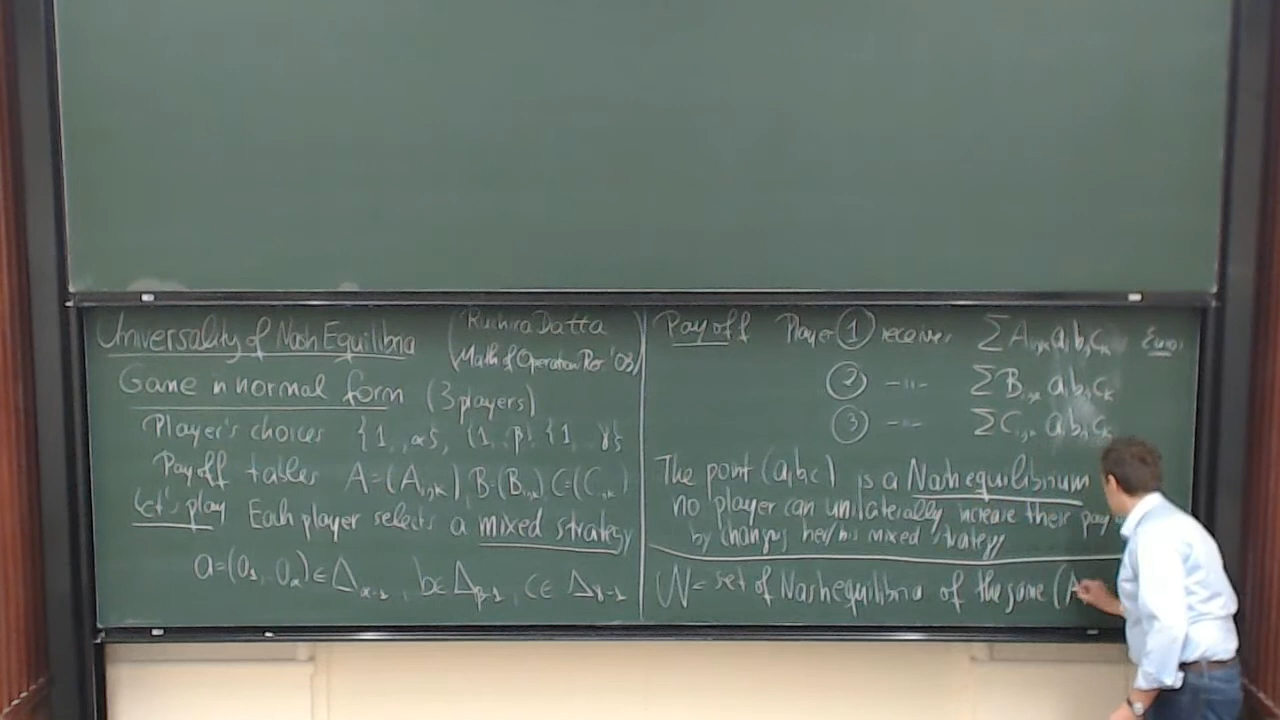 Universality of Nash Equilibria
(Ruchira Datta
Math of Operation Res. '03)
Game in normal form (3 players)
Player's choices {1, α}, {1, β} {1, γ}
Payoff tables A=(A_ijk), B=(B_ijk) C=(C_ijk)
Let's play Each player selects a mixed strategy
a=(a_1, a_α) ∈ Δ_α-1, b ∈ Δ_β-1, c ∈ Δ_γ-1
Payoff Player ① receives ∑ A_ijk a_i b_j c_k
② -"- ∑ B_ijk a_i b_j c_k
③ -"- ∑ C_ijk a_i b_j c_k
The point (a,b,c) is a Nash equilibrium
no player can unilaterally increase their pay
by changing her/his mixed strategy
N = set of Nash equilibria of the game (A